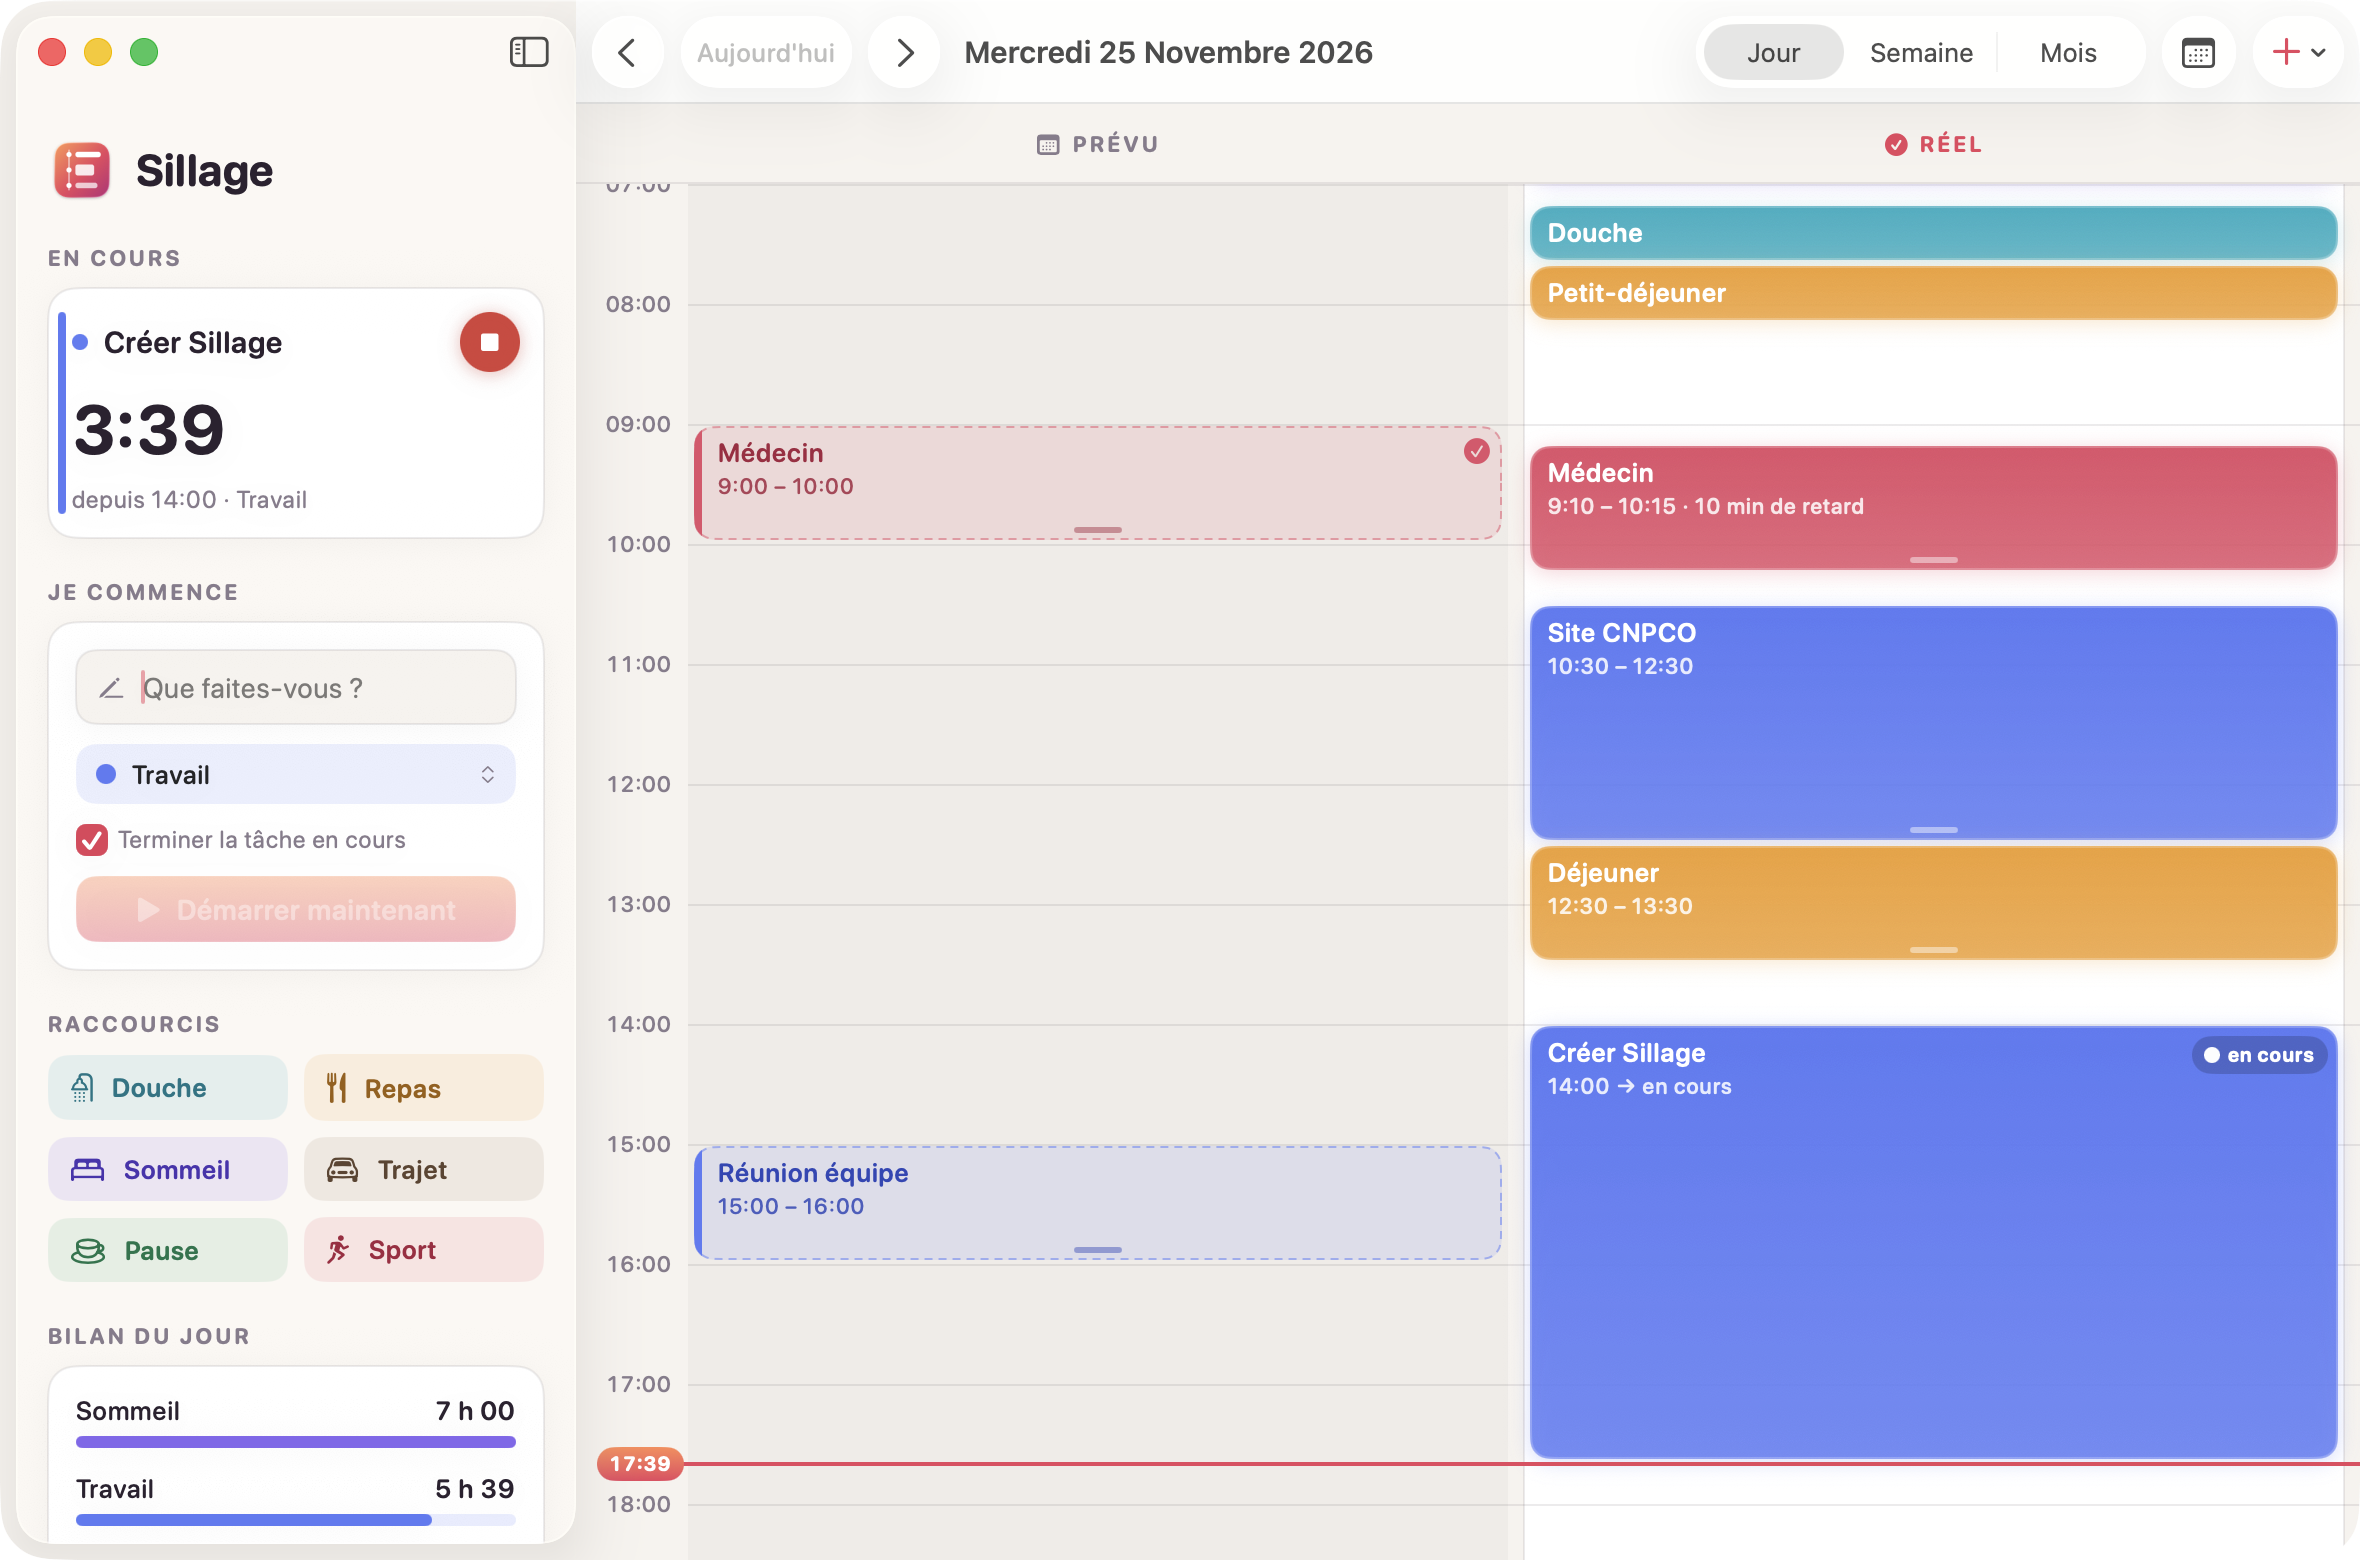 Aujourd'hui
Mercredi 25 Novembre 2026
Jour
Semaine
Mois
Sillage
EN COURS
Créer Sillage
3:39
depuis 14:00 · Travail
JE COMMENCE
Que faites-vous ?
Travail
Terminer la tâche en cours
Démarrer maintenant
RACCOURCIS
Douche
Repas
Sommeil
Trajet
Pause
Sport
BILAN DU JOUR
Sommeil
7 h 00
Travail
5 h 39
PRÉVU
RÉEL
07:00
08:00
09:00
10:00
11:00
12:00
13:00
14:00
15:00
16:00
17:00
17:39
18:00
Médecin
9:00 – 10:00
Réunion équipe
15:00 – 16:00
Douche
Petit-déjeuner
Médecin
9:10 – 10:15 · 10 min de retard
Site CNPCO
10:30 – 12:30
Déjeuner
12:30 – 13:30
Créer Sillage
en cours
14:00 → en cours